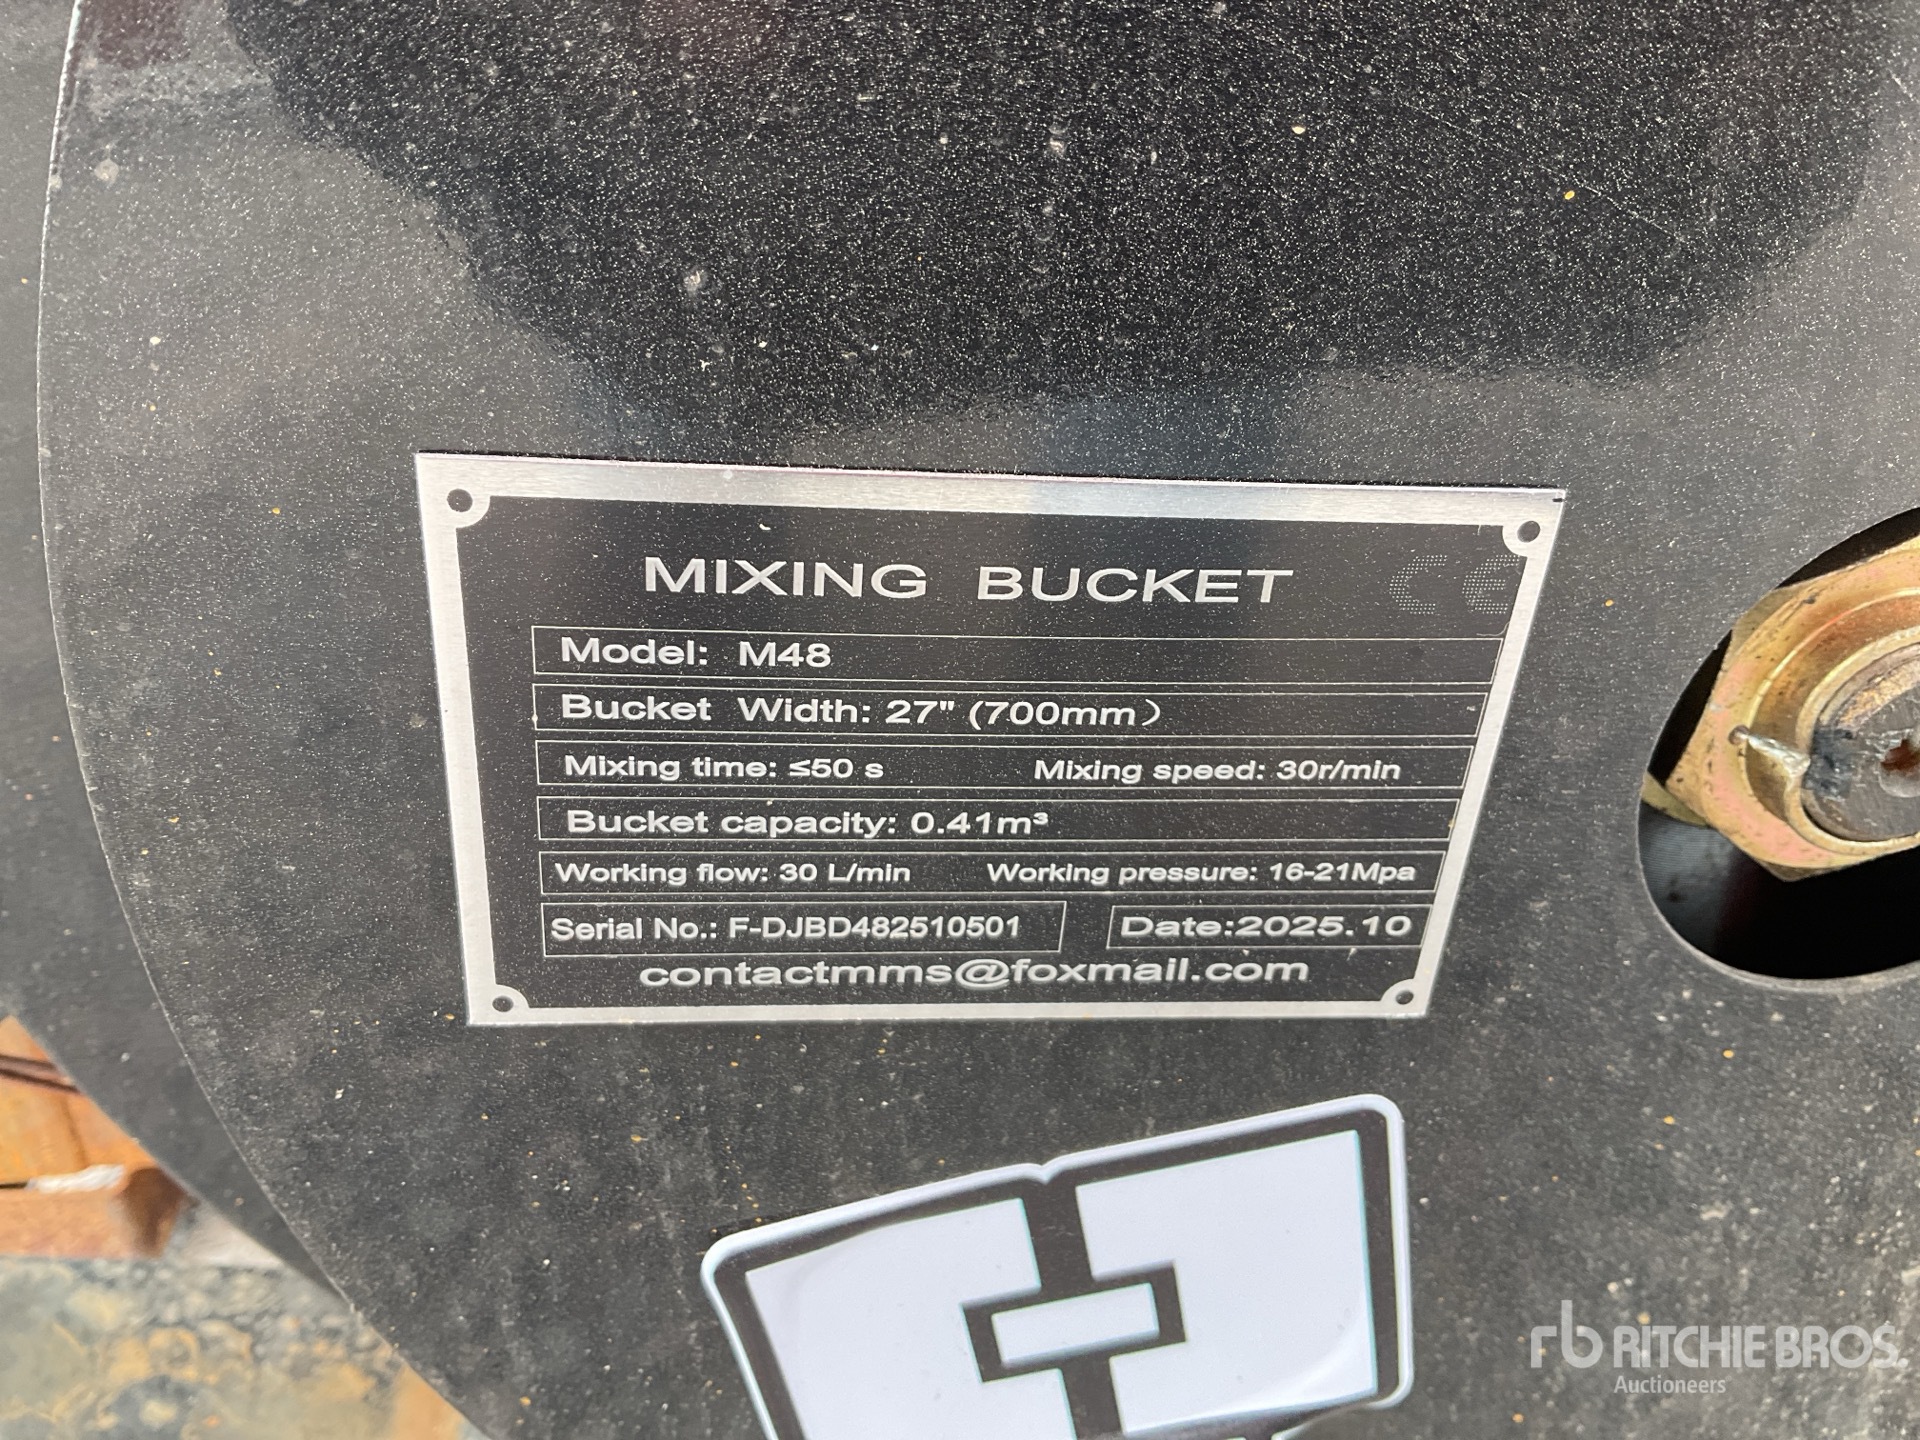 MIXING BUCKET CE
Model: M48
Bucket Width: 27" (700mm）
Mixing time: ≤50 s Mixing speed: 30r/min
Bucket capacity: 0.41m³
Working flow: 30 L/min Working pressure: 16-21Mpa
Serial No.: F-DJBD482510501 Date:2025.10
contactmms@foxmail.com
rb RITCHIE BROS.
Auctioneers